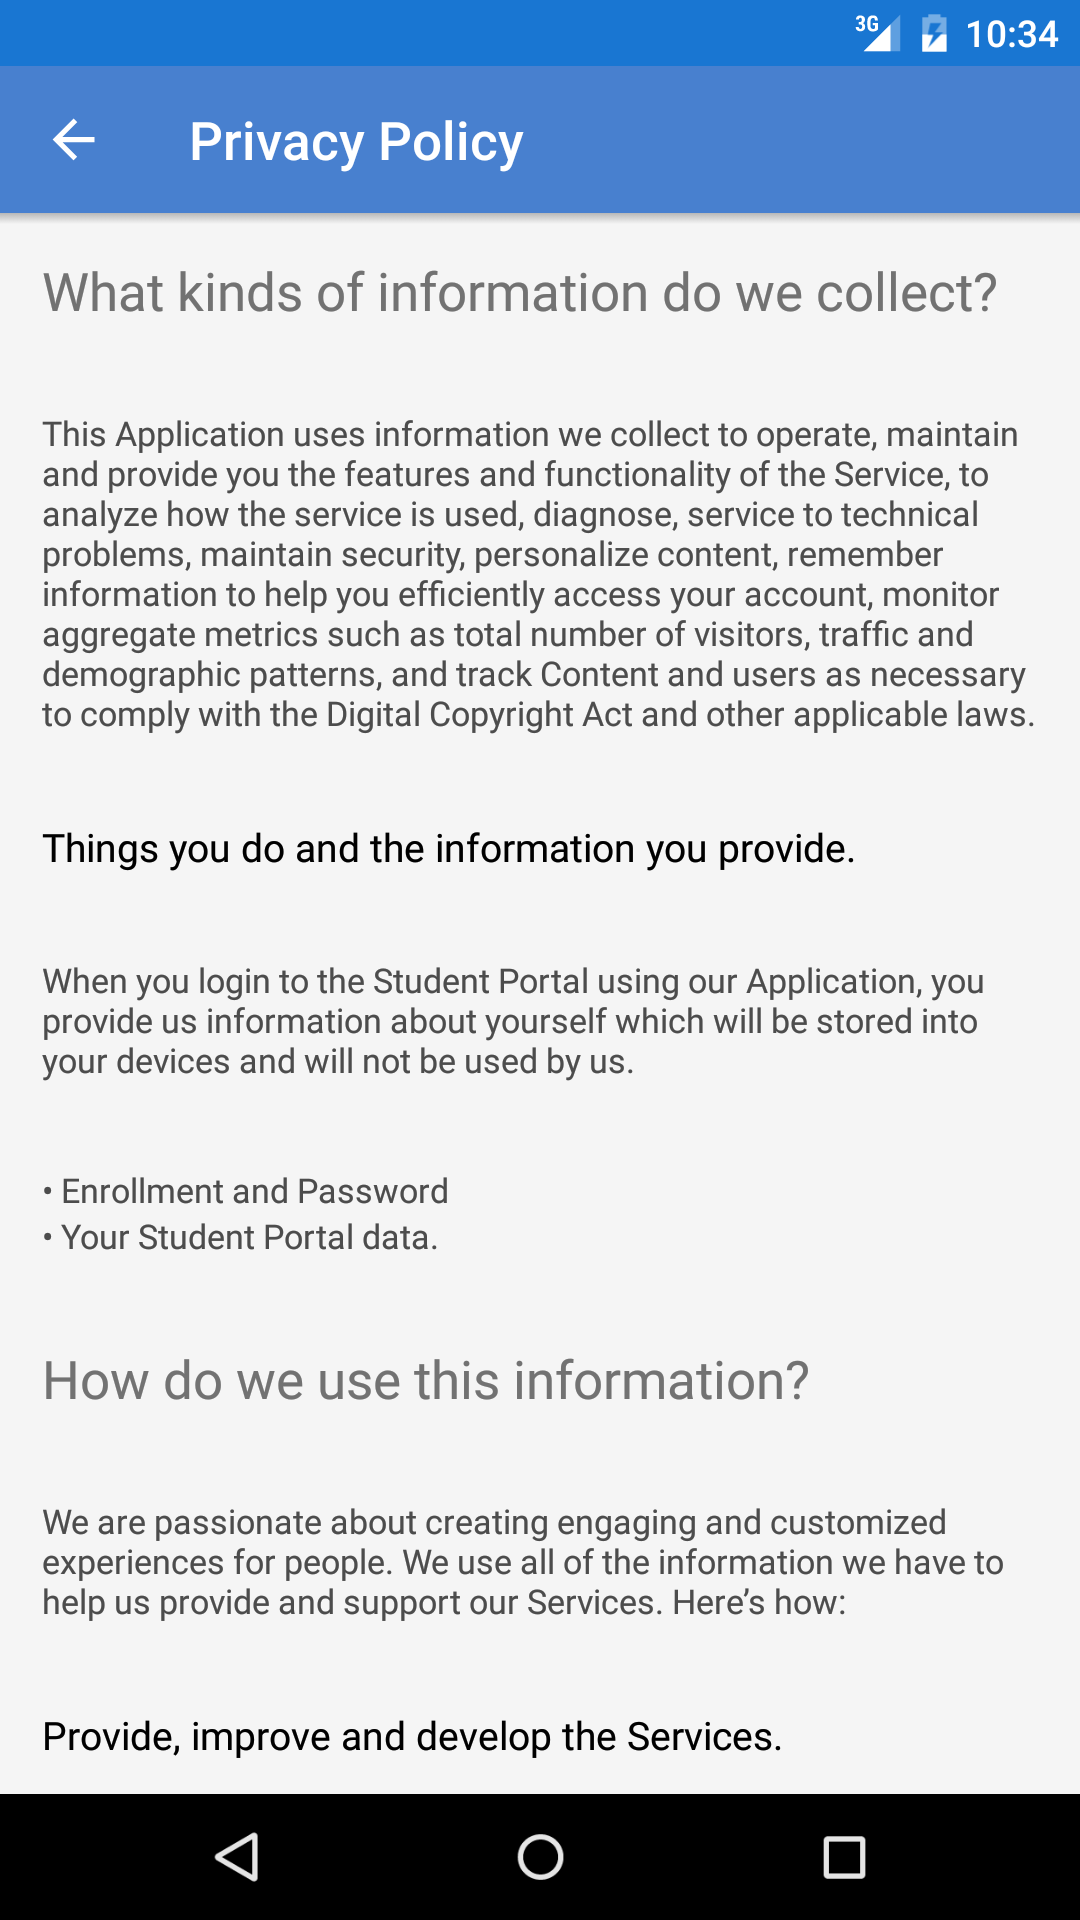 3G 10:34
Privacy Policy
What kinds of information do we collect?
This Application uses information we collect to operate, maintain
and provide you the features and functionality of the Service, to
analyze how the service is used, diagnose, service to technical
problems, maintain security, personalize content, remember
information to help you efficiently access your account, monitor
aggregate metrics such as total number of visitors, traffic and
demographic patterns, and track Content and users as necessary
to comply with the Digital Copyright Act and other applicable laws.
Things you do and the information you provide.
When you login to the Student Portal using our Application, you
provide us information about yourself which will be stored into
your devices and will not be used by us.
• Enrollment and Password
• Your Student Portal data.
How do we use this information?
We are passionate about creating engaging and customized
experiences for people. We use all of the information we have to
help us provide and support our Services. Here’s how:
Provide, improve and develop the Services.